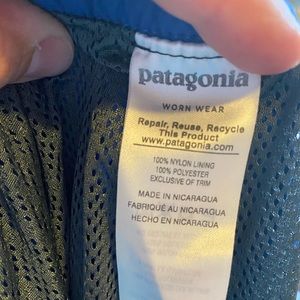 patagonia
WORN WEAR
Repair, Reuse, Recycle
This Product
www.patagonia.com
100% NYLON LINING
100% POLYESTER
EXCLUSIVE OF TRIM
MADE IN NICARAGUA
FABRIQUÉ AU NICARAGUA
HECHO EN NICARAGUA